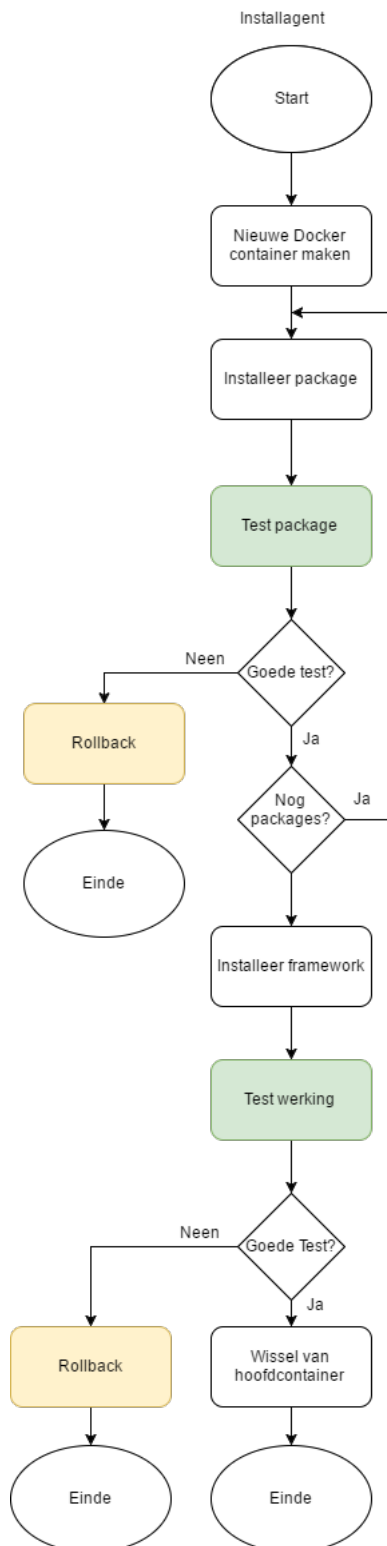 Installagent
Start
Nieuwe Docker
container maken
Installeer package
Test package
Neen
Goede test?
Rollback
Ja
Nog
packages?
Ja
Einde
Installeer framework
Test werking
Neen
Goede Test?
Ja
Rollback
Wissel van
hoofdcontainer
Einde
Einde